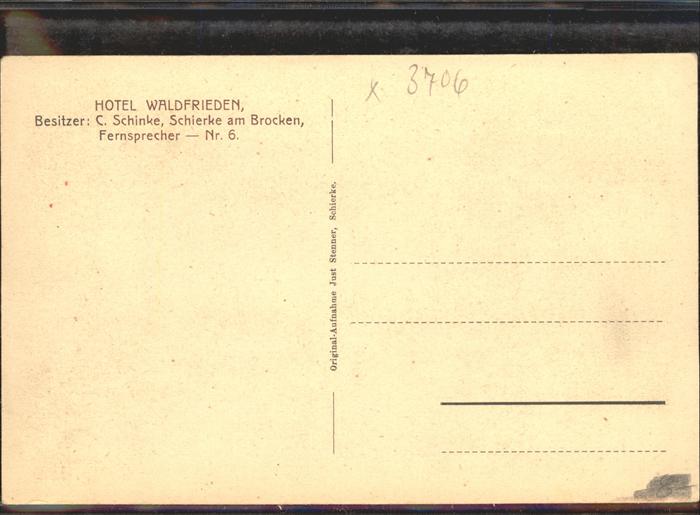 HOTEL WALDFRIEDEN,
Besitzer: C. Schinke, Schierke am Brocken,
Fernsprecher — Nr. 6.
x 3706
Original-Aufnahme Just Stenner, Schierke.